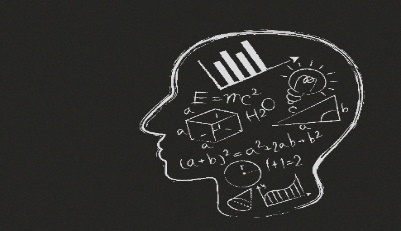 E = mc²
H2O
a
a
a
c
b
a
(a+b)² = a²+2ab+b²
1+1=2